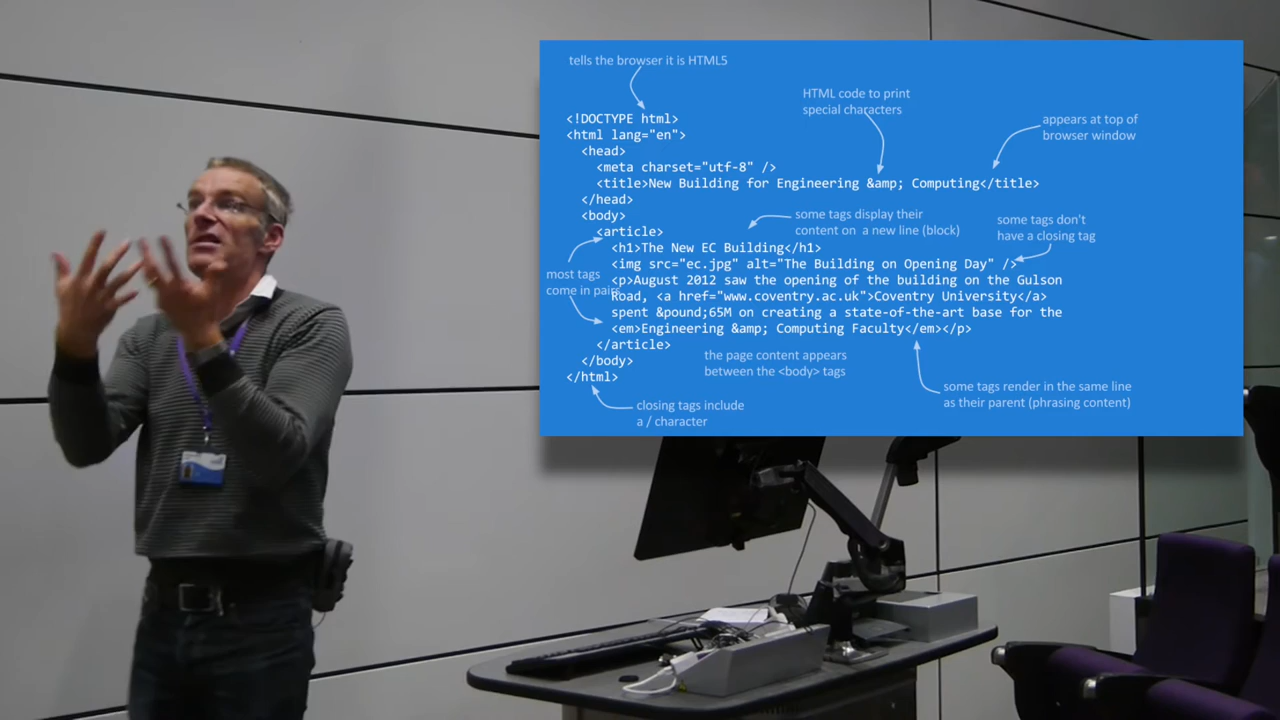 tells the browser it is HTML5
HTML code to print
special characters
appears at top of
browser window
<!DOCTYPE html>
<html lang="en">
<head>
<meta charset="utf-8" />
<title>New Building for Engineering &amp; Computing</title>
</head>
<body>
some tags display their
content on a new line (block)
some tags don't
have a closing tag
<article>
<h1>The New EC Building</h1>
<img src="ec.jpg" alt="The Building on Opening Day" />
most tags
come in pairs
<p>August 2012 saw the opening of the building on the Gulson
Road, <a href="www.coventry.ac.uk">Coventry University</a>
spent &pound;65M on creating a state-of-the-art base for the
<em>Engineering &amp; Computing Faculty</em></p>
</article>
</body>
</html>
the page content appears
between the <body> tags
some tags render in the same line
as their parent (phrasing content)
closing tags include
a / character